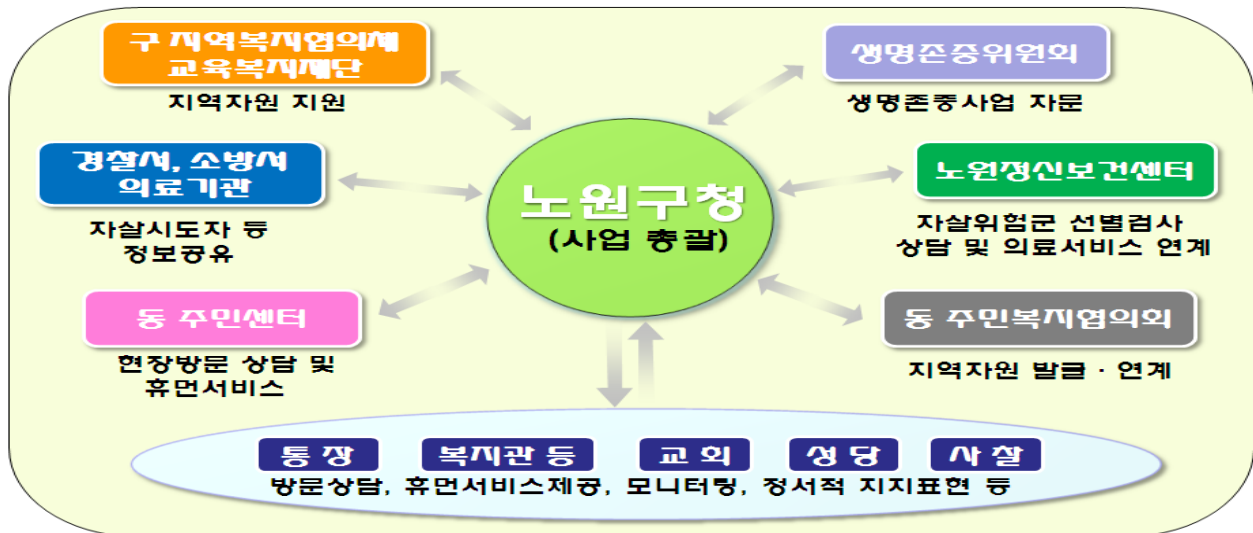 구 지역복지협의체
교육복지재단
지역자원 지원
생명존중위원회
생명존중사업 자문
경찰서, 소방서
의료기관
자살시도자 등
정보공유
노원구청
(사업 총괄)
노원정신보건센터
자살위험군 선별검사
상담 및 의료서비스 연계
동 주민센터
현장방문 상담 및
휴먼서비스
동 주민복지협의회
지역자원 발굴 · 연계
통 장
복지관 등
교 회
성 당
사 찰
방문상담, 휴먼서비스제공, 모니터링, 정서적 지지표현 등